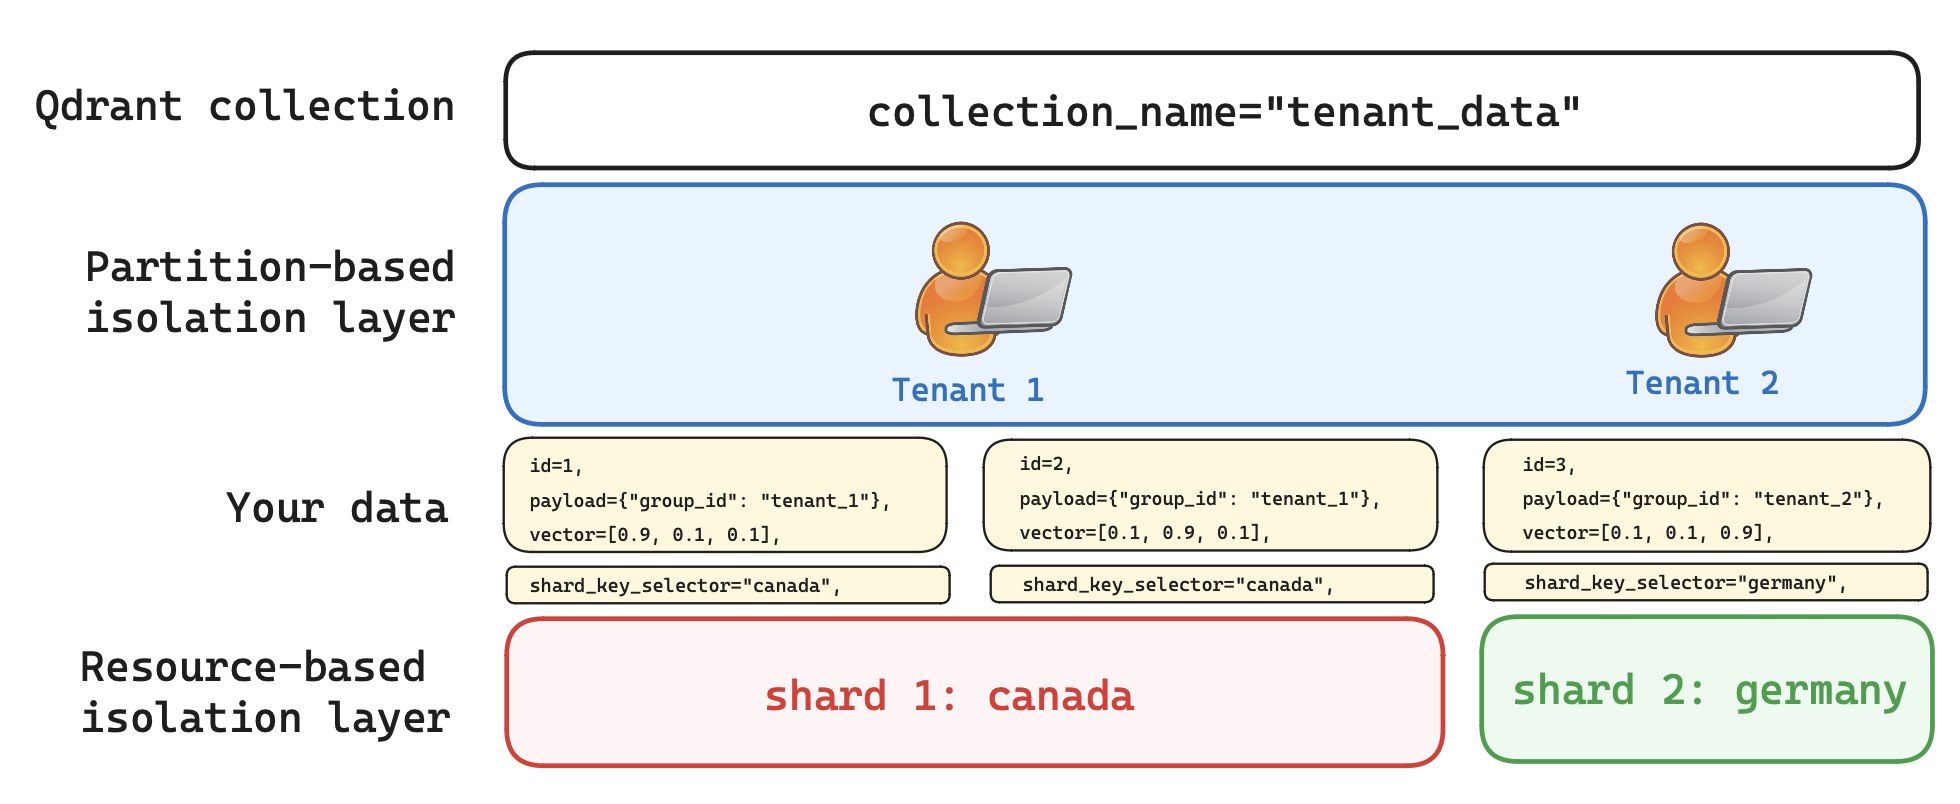 Qdrant collection
collection_name="tenant_data"
Partition-based
isolation layer
Tenant 1
Tenant 2
Your data
id=1,
payload={"group_id": "tenant_1"},
vector=[0.9, 0.1, 0.1],
id=2,
payload={"group_id": "tenant_1"},
vector=[0.1, 0.9, 0.1],
id=3,
payload={"group_id": "tenant_2"},
vector=[0.1, 0.1, 0.9],
shard_key_selector="canada",
shard_key_selector="canada",
shard_key_selector="germany",
Resource-based
isolation layer
shard 1: canada
shard 2: germany